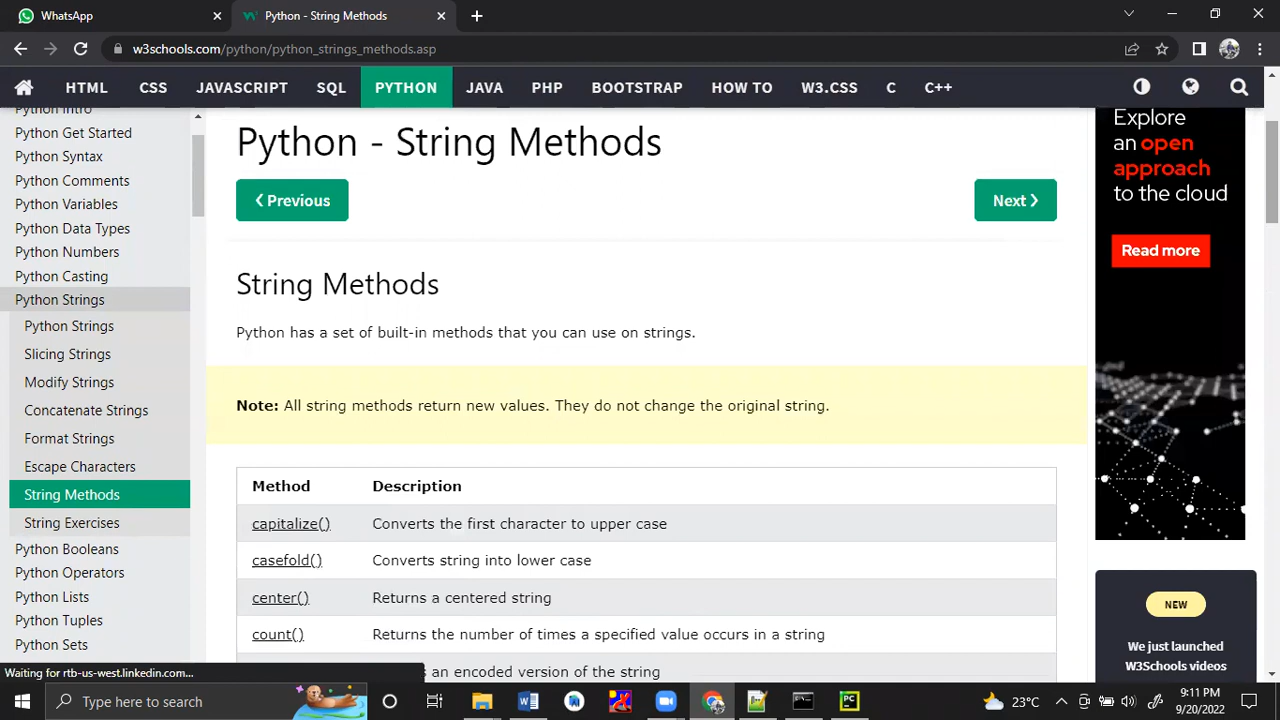 WhatsApp
Python - String Methods
w3schools.com/python/python_strings_methods.asp
HTML CSS JAVASCRIPT SQL PYTHON JAVA PHP BOOTSTRAP HOW TO W3.CSS C C++
Python Intro
Python Get Started
Python Syntax
Python Comments
Python Variables
Python Data Types
Python Numbers
Python Casting
Python Strings
Python Strings
Slicing Strings
Modify Strings
Concatenate Strings
Format Strings
Escape Characters
String Methods
String Exercises
Python Booleans
Python Operators
Python Lists
Python Tuples
Python Sets
Python - String Methods
❮ Previous
Next ❯
String Methods
Python has a set of built-in methods that you can use on strings.
Note: All string methods return new values. They do not change the original string.
Method Description
capitalize() Converts the first character to upper case
casefold() Converts string into lower case
center() Returns a centered string
count() Returns the number of times a specified value occurs in a string
s an encoded version of the string
Explore
an open
approach
to the cloud
Read more
NEW
We just launched
W3Schools videos
Waiting for rtb-us-west.linkedin.com...
Type here to search
23°C
9:11 PM
9/20/2022